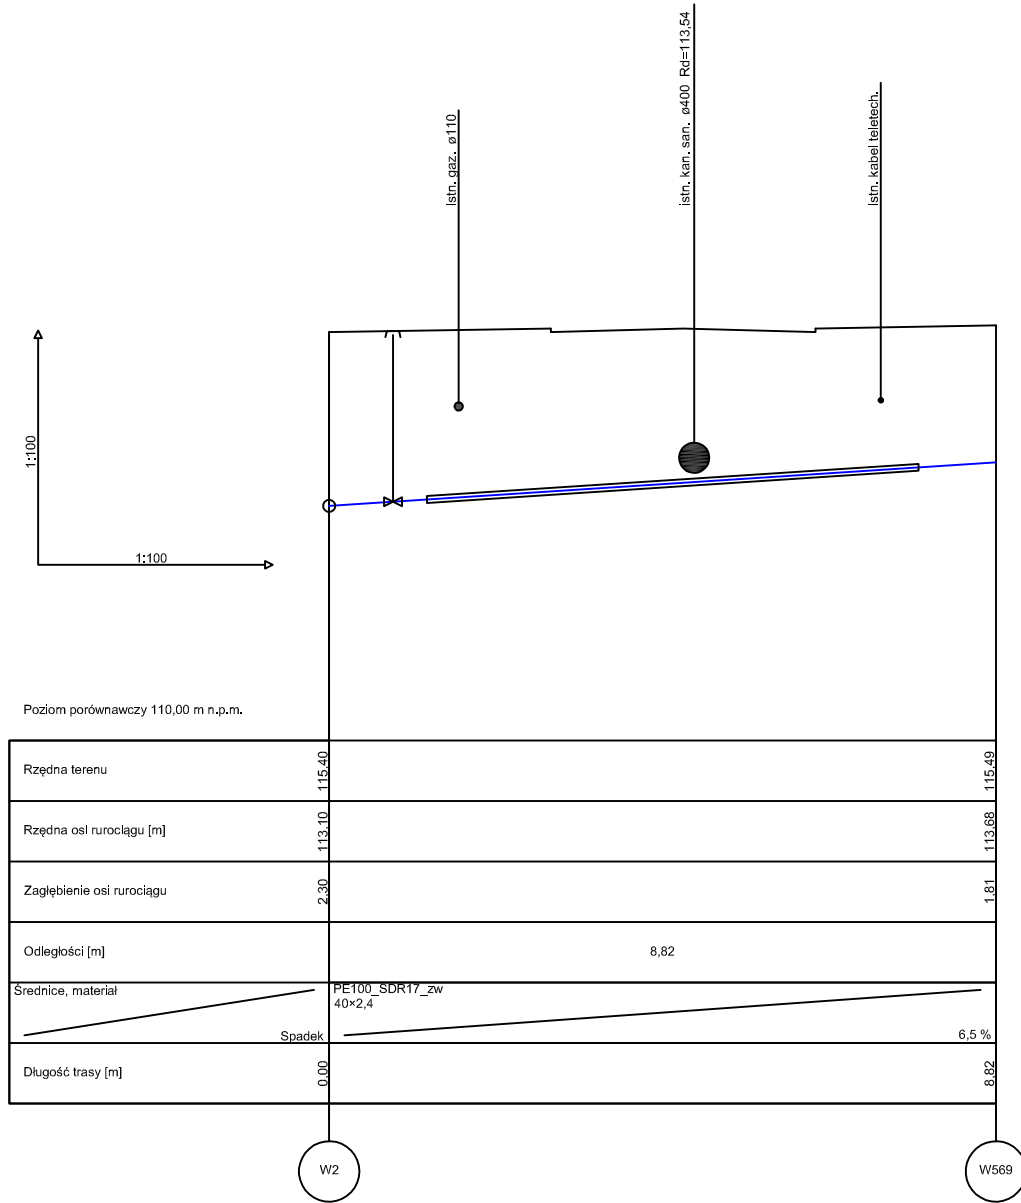 Istn. gaz. ø110
istn. kan. san. ø400 Rd=113,54
Istn. kabel teletech.
1:100
1:100
Poziom porównawczy 110,00 m n.p.m.
Rzędna terenu
115,40
115,49
Rzędna osi rurociągu [m]
113,10
113,68
Zagłębienie osi rurociągu
2,30
1,81
Odległości [m]
8,82
Średnice, materiał
PE100_SDR17_zw
40×2,4
Spadek
6,5 %
Długość trasy [m]
0,00
8,82
W2
W569